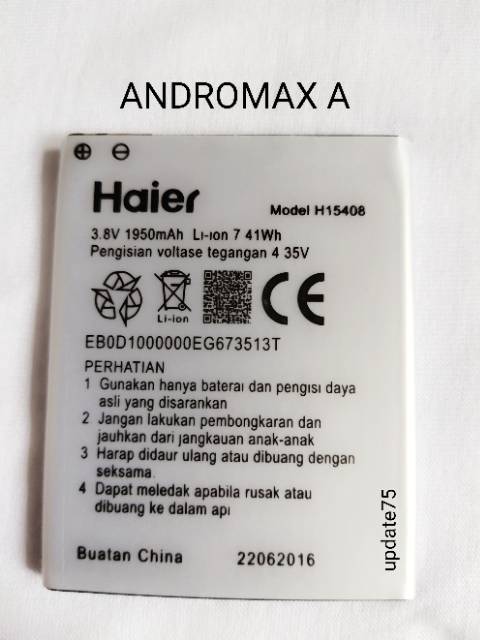 ANDROMAX A
Haier
Model H15408
3.8V 1950mAh Li-ion 7 41Wh
Pengisian voltase tegangan 4 35V
Li-ion
CE
EB0D1000000EG673513T
PERHATIAN
1 Gunakan hanya baterai dan pengisi daya
asli yang disarankan
2 Jangan lakukan pembongkaran dan
jauhkan dari jangkauan anak-anak
3 Harap didaur ulang atau dibuang dengan
seksama.
4 Dapat meledak apabila rusak atau
dibuang ke dalam api
Buatan China
22062016
update75